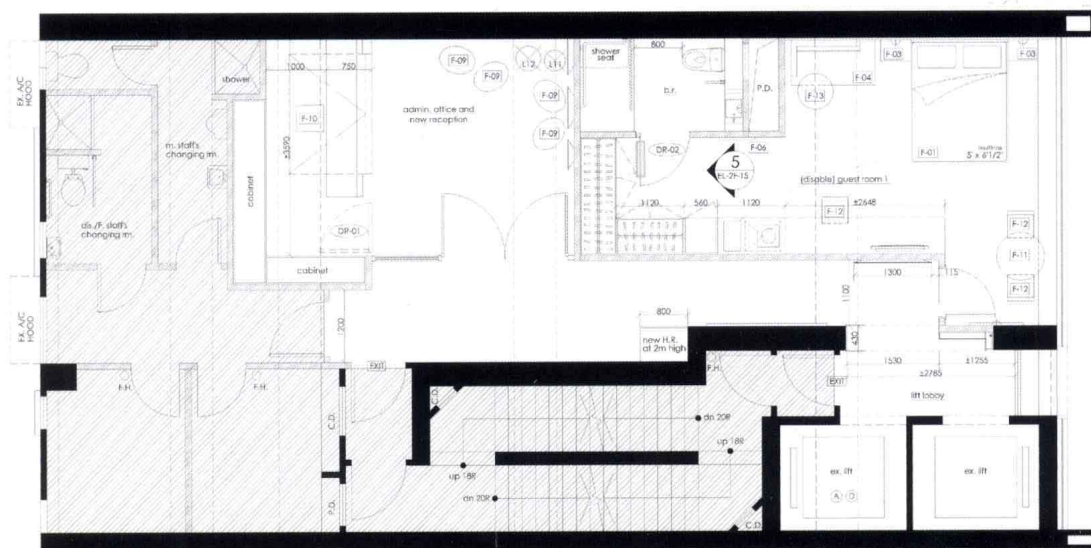 EX. A/C
HOOD
shower
m. staff's
changing rm.
dis./F. staff's
changing rm.
cabinet
cabinet
1000
750
F-10
±3590
DR-01
admin. office and
new reception
F-09
F-09
L12
L11
F-09
F-09
shower
seat
800
b.r.
P.D.
DR-02
F-06
5
EL-2F-15
F-03
F-03
F-04
F-13
F-01
mattress
5' x 6'1/2"
(disable) guest room 1
1120
560
1120
F-12
±2648
F-12
F-11
F-12
1300
115
1100
430
EX. A/C
HOOD
1200
800
new H.R.
at 2m high
1530
±1255
±2785
lift lobby
EXIT
EXIT
F.H.
F.H.
F.H.
C.D.
C.D.
C.D.
P.D.
dn 20R
up 18R
up 18R
dn 20R
ex. lift
A
D
ex. lift